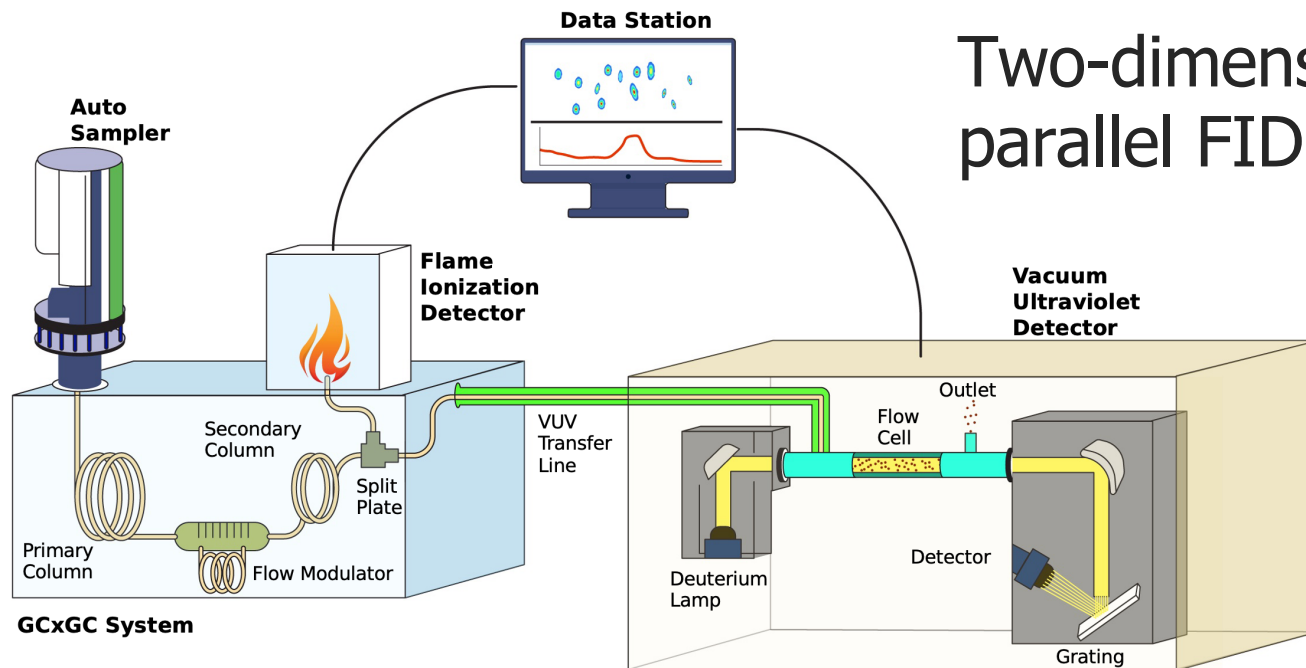 Two-dimens
parallel FID
Data Station
Auto
Sampler
Flame
Ionization
Detector
Vacuum
Ultraviolet
Detector
Outlet
Flow
Cell
VUV
Transfer
Line
Secondary
Column
Split
Plate
Primary
Column
Flow Modulator
Deuterium
Lamp
Detector
Grating
GCxGC System